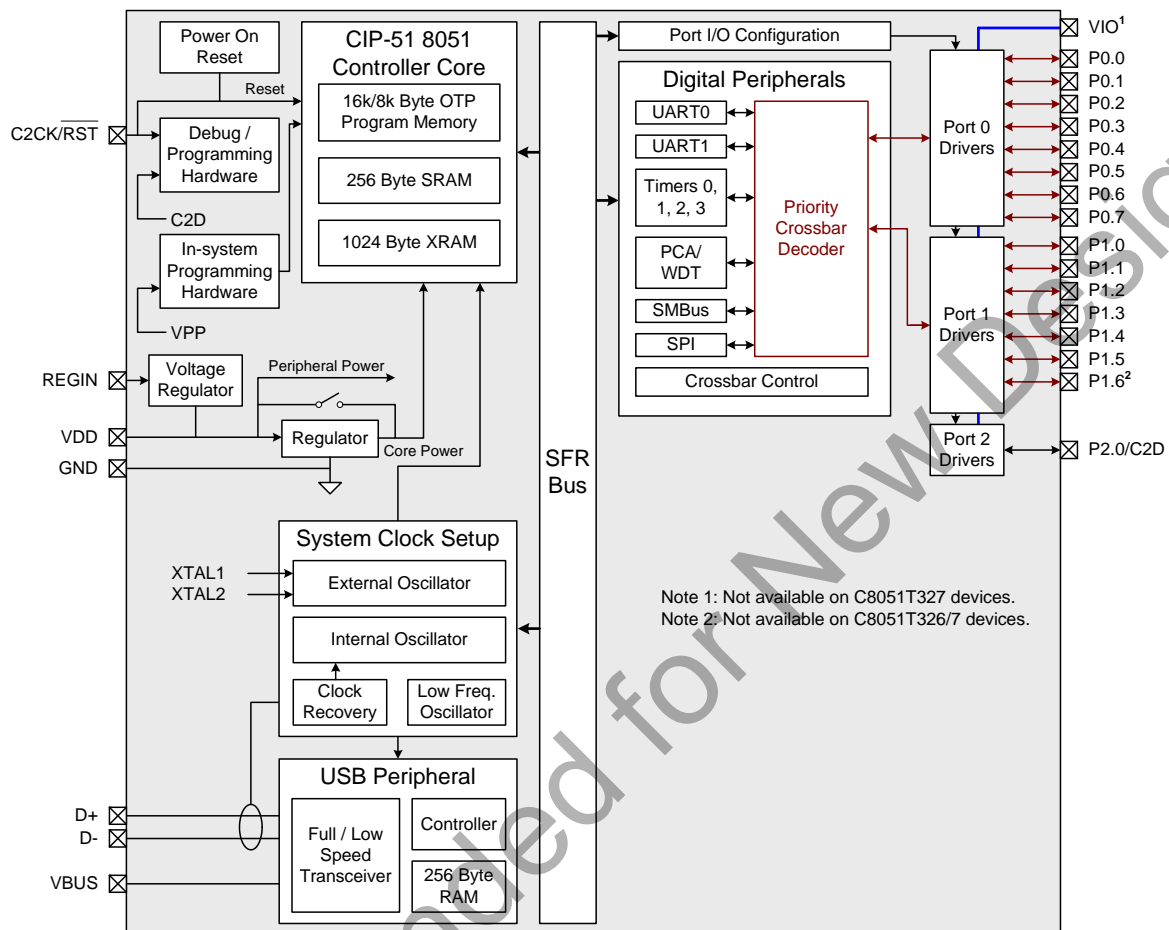 Power On
Reset
Reset
C2CK/RST
Debug /
Programming
Hardware
C2D
In-system
Programming
Hardware
VPP
CIP-51 8051
Controller Core
16k/8k Byte OTP
Program Memory
256 Byte SRAM
1024 Byte XRAM
REGIN
Voltage
Regulator
Peripheral Power
VDD
Regulator
Core Power
GND
System Clock Setup
XTAL1
XTAL2
External Oscillator
Internal Oscillator
Clock
Recovery
Low Freq.
Oscillator
USB Peripheral
D+
D-
VBUS
Full / Low
Speed
Transceiver
Controller
256 Byte
RAM
SFR
Bus
Port I/O Configuration
Digital Peripherals
UART0
UART1
Timers 0,
1, 2, 3
PCA/
WDT
SMBus
SPI
Priority
Crossbar
Decoder
Crossbar Control
Port 0
Drivers
Port 1
Drivers
Port 2
Drivers
VIO¹
P0.0
P0.1
P0.2
P0.3
P0.4
P0.5
P0.6
P0.7
P1.0
P1.1
P1.2
P1.3
P1.4
P1.5
P1.6²
P2.0/C2D
Note 1: Not available on C8051T327 devices.
Note 2: Not available on C8051T326/7 devices.
for New